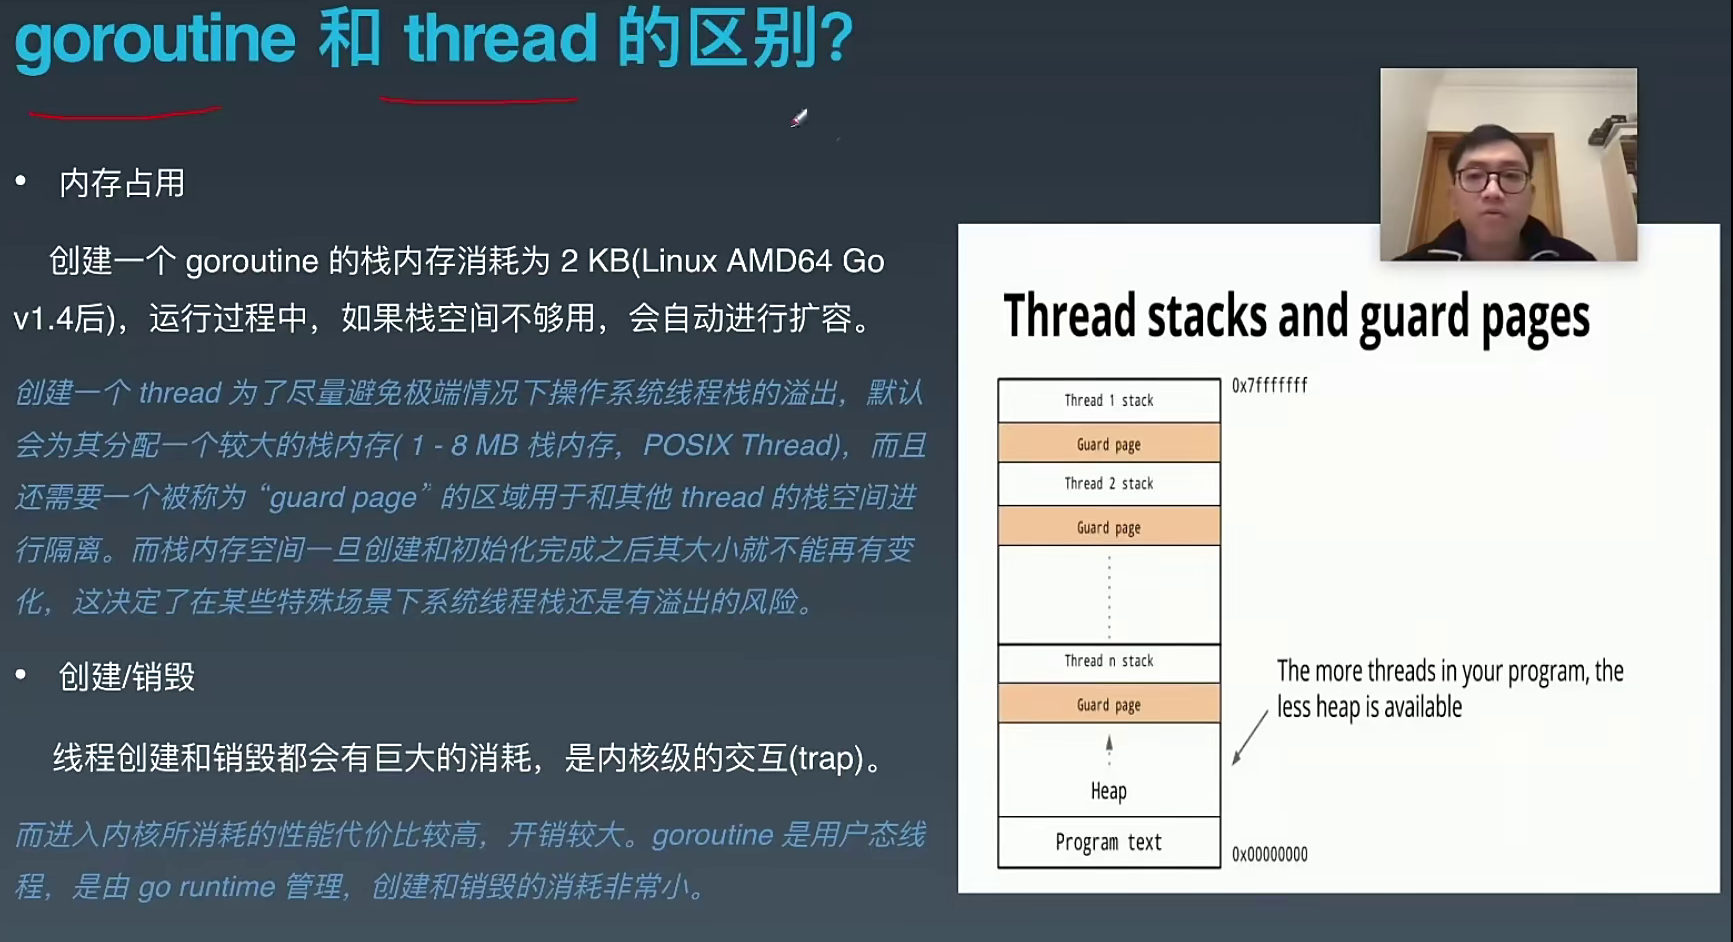 goroutine 和 thread 的区别?
• 内存占用
创建一个 goroutine 的栈内存消耗为 2 KB(Linux AMD64 Go
v1.4后)，运行过程中，如果栈空间不够用，会自动进行扩容。
创建一个 thread 为了尽量避免极端情况下操作系统线程栈的溢出，默认
会为其分配一个较大的栈内存( 1 - 8 MB 栈内存，POSIX Thread)，而且
还需要一个被称为 “guard page” 的区域用于和其他 thread 的栈空间进
行隔离。而栈内存空间一旦创建和初始化完成之后其大小就不能再有变
化，这决定了在某些特殊场景下系统线程栈还是有溢出的风险。
• 创建/销毁
线程创建和销毁都会有巨大的消耗，是内核级的交互(trap)。
而进入内核所消耗的性能代价比较高，开销较大。goroutine 是用户态线
程，是由 go runtime 管理，创建和销毁的消耗非常小。
Thread stacks and guard pages
Thread 1 stack
0x7fffffff
Guard page
Thread 2 stack
Guard page
Thread n stack
Guard page
The more threads in your program, the
less heap is available
Heap
Program text
0x00000000